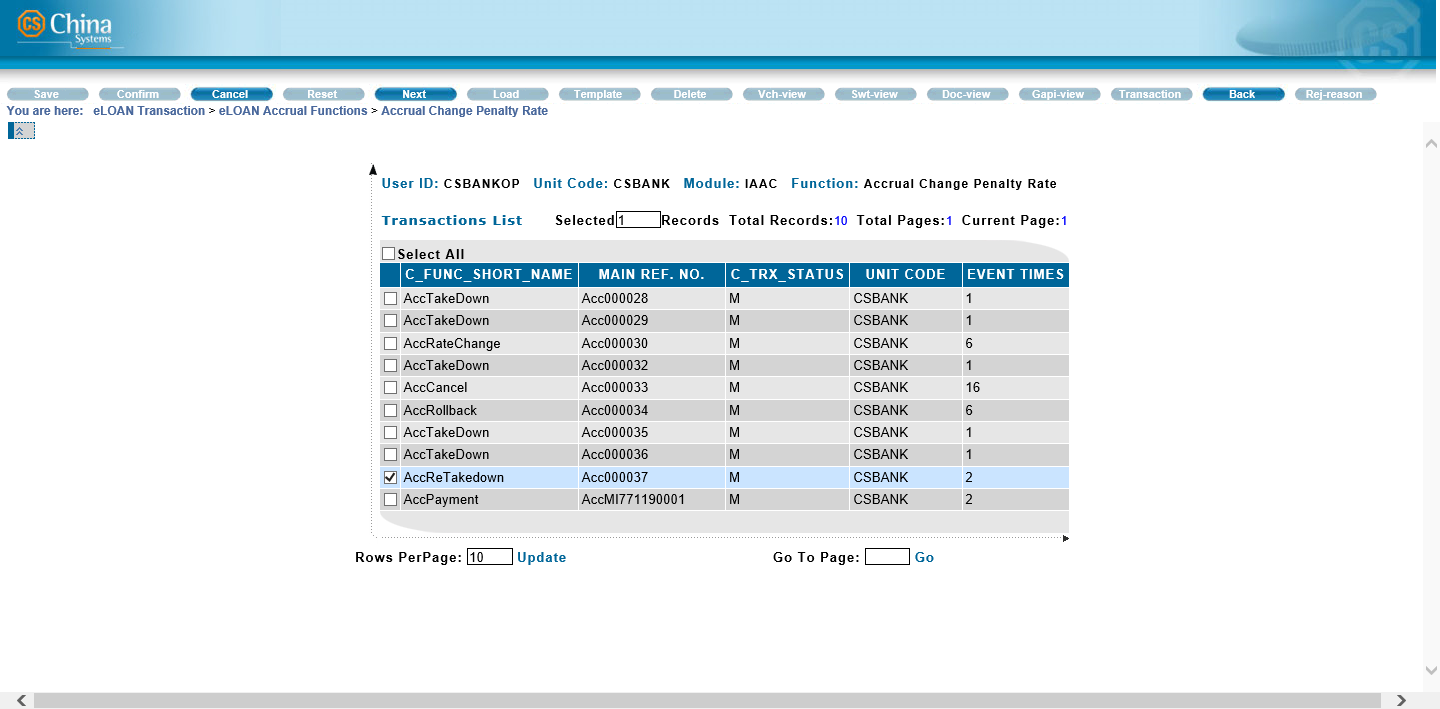 CS China
Systems
CS
Save Confirm Cancel Reset Next Load Template Delete Vch-view Swt-view Doc-view Gapi-view Transaction Back Rej-reason
You are here: eLOAN Transaction > eLOAN Accrual Functions > Accrual Change Penalty Rate
User ID: CSBANKOP Unit Code: CSBANK Module: IAAC Function: Accrual Change Penalty Rate
Transactions List Selected 1 Records Total Records:10 Total Pages:1 Current Page:1
Select All
C_FUNC_SHORT_NAME MAIN REF. NO. C_TRX_STATUS UNIT CODE EVENT TIMES
AccTakeDown Acc000028 M CSBANK 1
AccTakeDown Acc000029 M CSBANK 1
AccRateChange Acc000030 M CSBANK 6
AccTakeDown Acc000032 M CSBANK 1
AccCancel Acc000033 M CSBANK 16
AccRollback Acc000034 M CSBANK 6
AccTakeDown Acc000035 M CSBANK 1
AccTakeDown Acc000036 M CSBANK 1
AccReTakedown Acc000037 M CSBANK 2
AccPayment AccMI771190001 M CSBANK 2
Rows PerPage: 10 Update Go To Page: Go